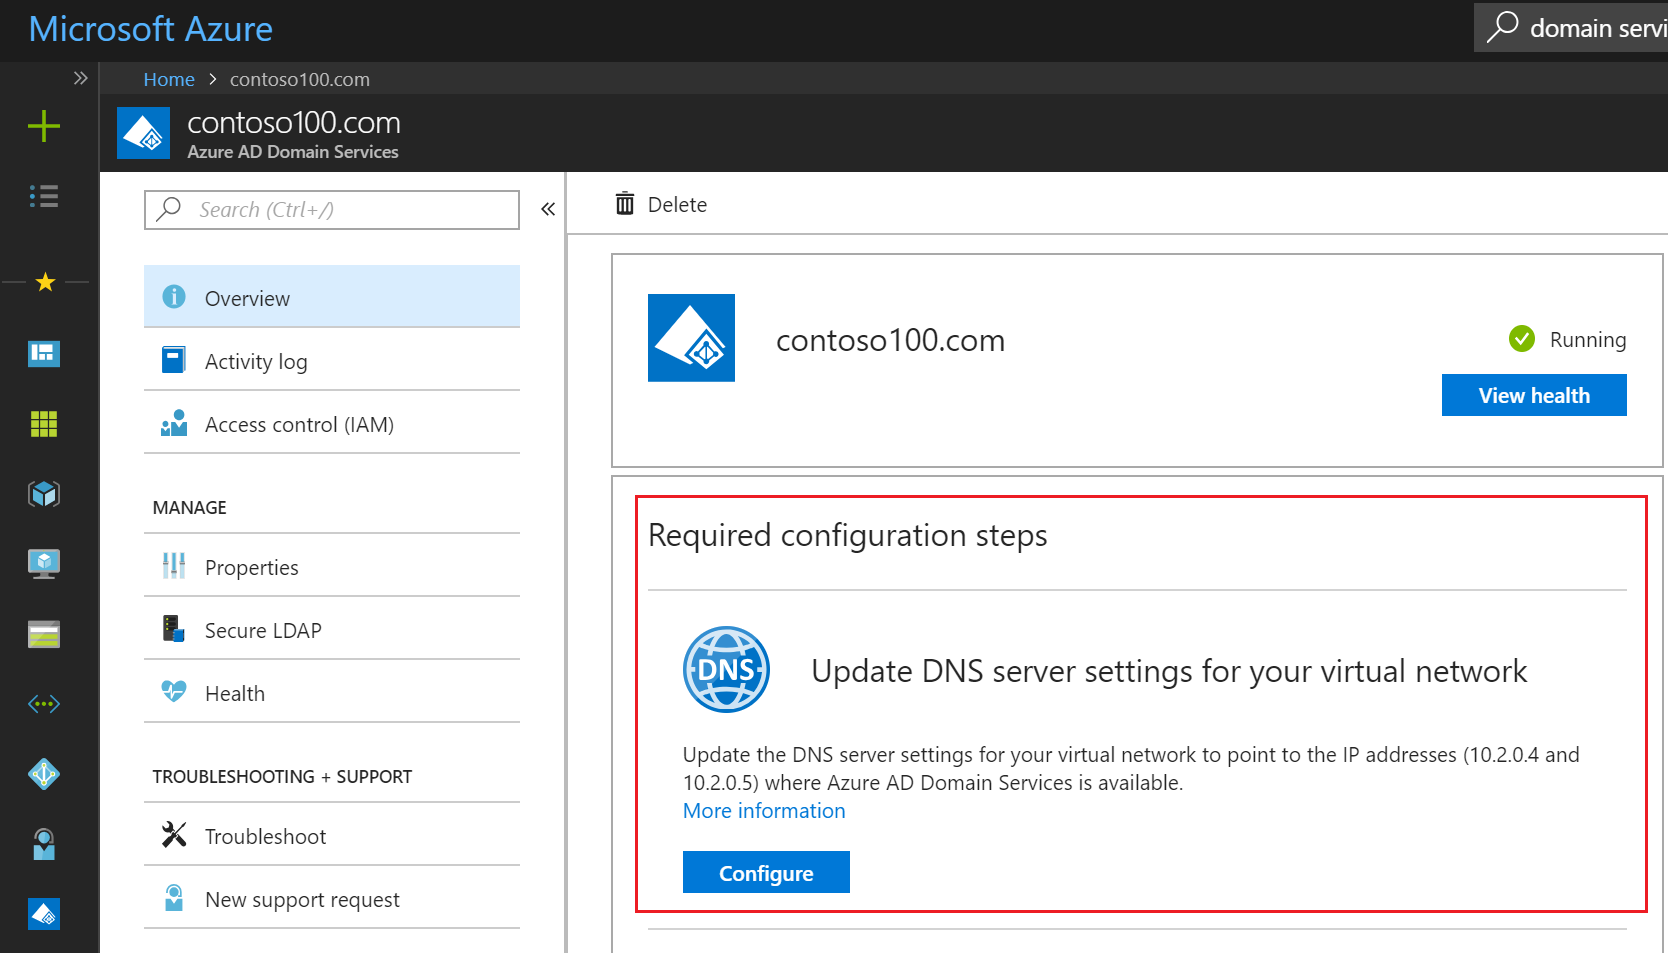 Microsoft Azure
domain servi
Home > contoso100.com
contoso100.com
Azure AD Domain Services
Search (Ctrl+/)
Overview
Activity log
Access control (IAM)
MANAGE
Properties
Secure LDAP
Health
TROUBLESHOOTING + SUPPORT
Troubleshoot
New support request
Delete
contoso100.com
Running
View health
Required configuration steps
DNS
Update DNS server settings for your virtual network
Update the DNS server settings for your virtual network to point to the IP addresses (10.2.0.4 and
10.2.0.5) where Azure AD Domain Services is available.
More information
Configure